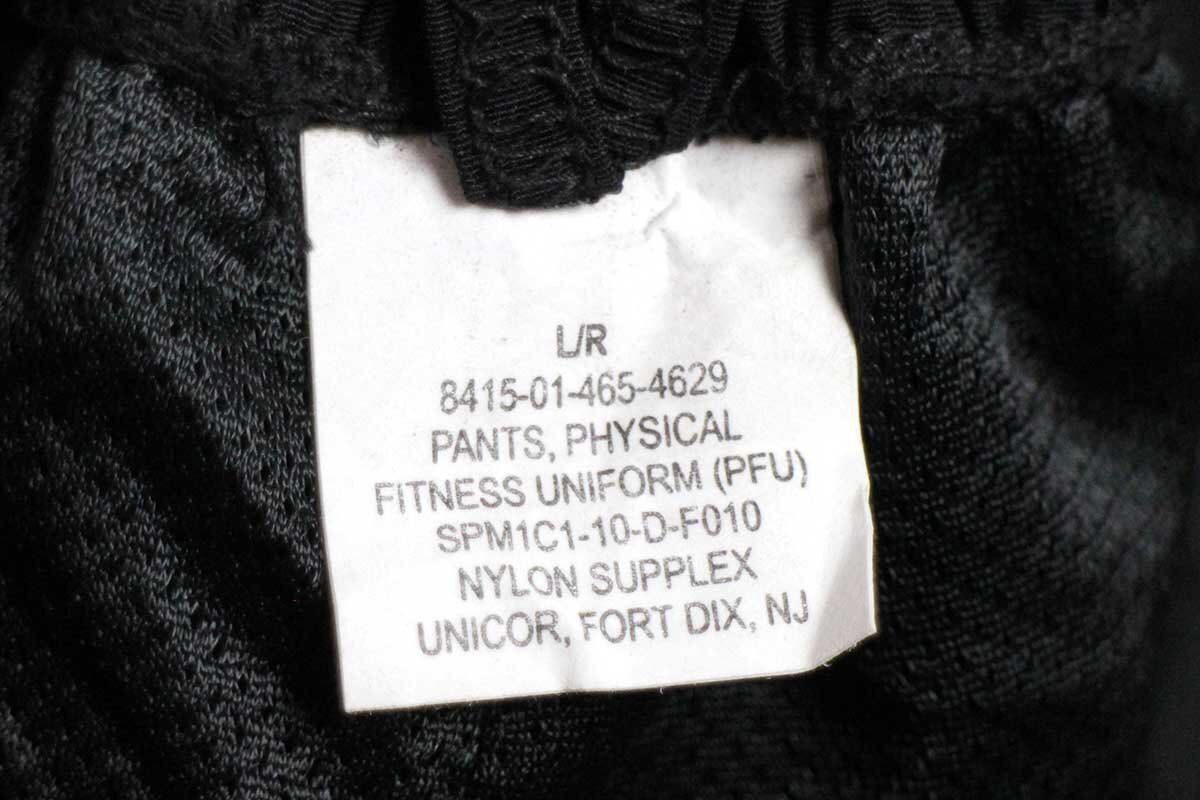 L/R
8415-01-465-4629
PANTS, PHYSICAL
FITNESS UNIFORM (PFU)
SPM1C1-10-D-F010
NYLON SUPPLEX
UNICOR, FORT DIX, NJ